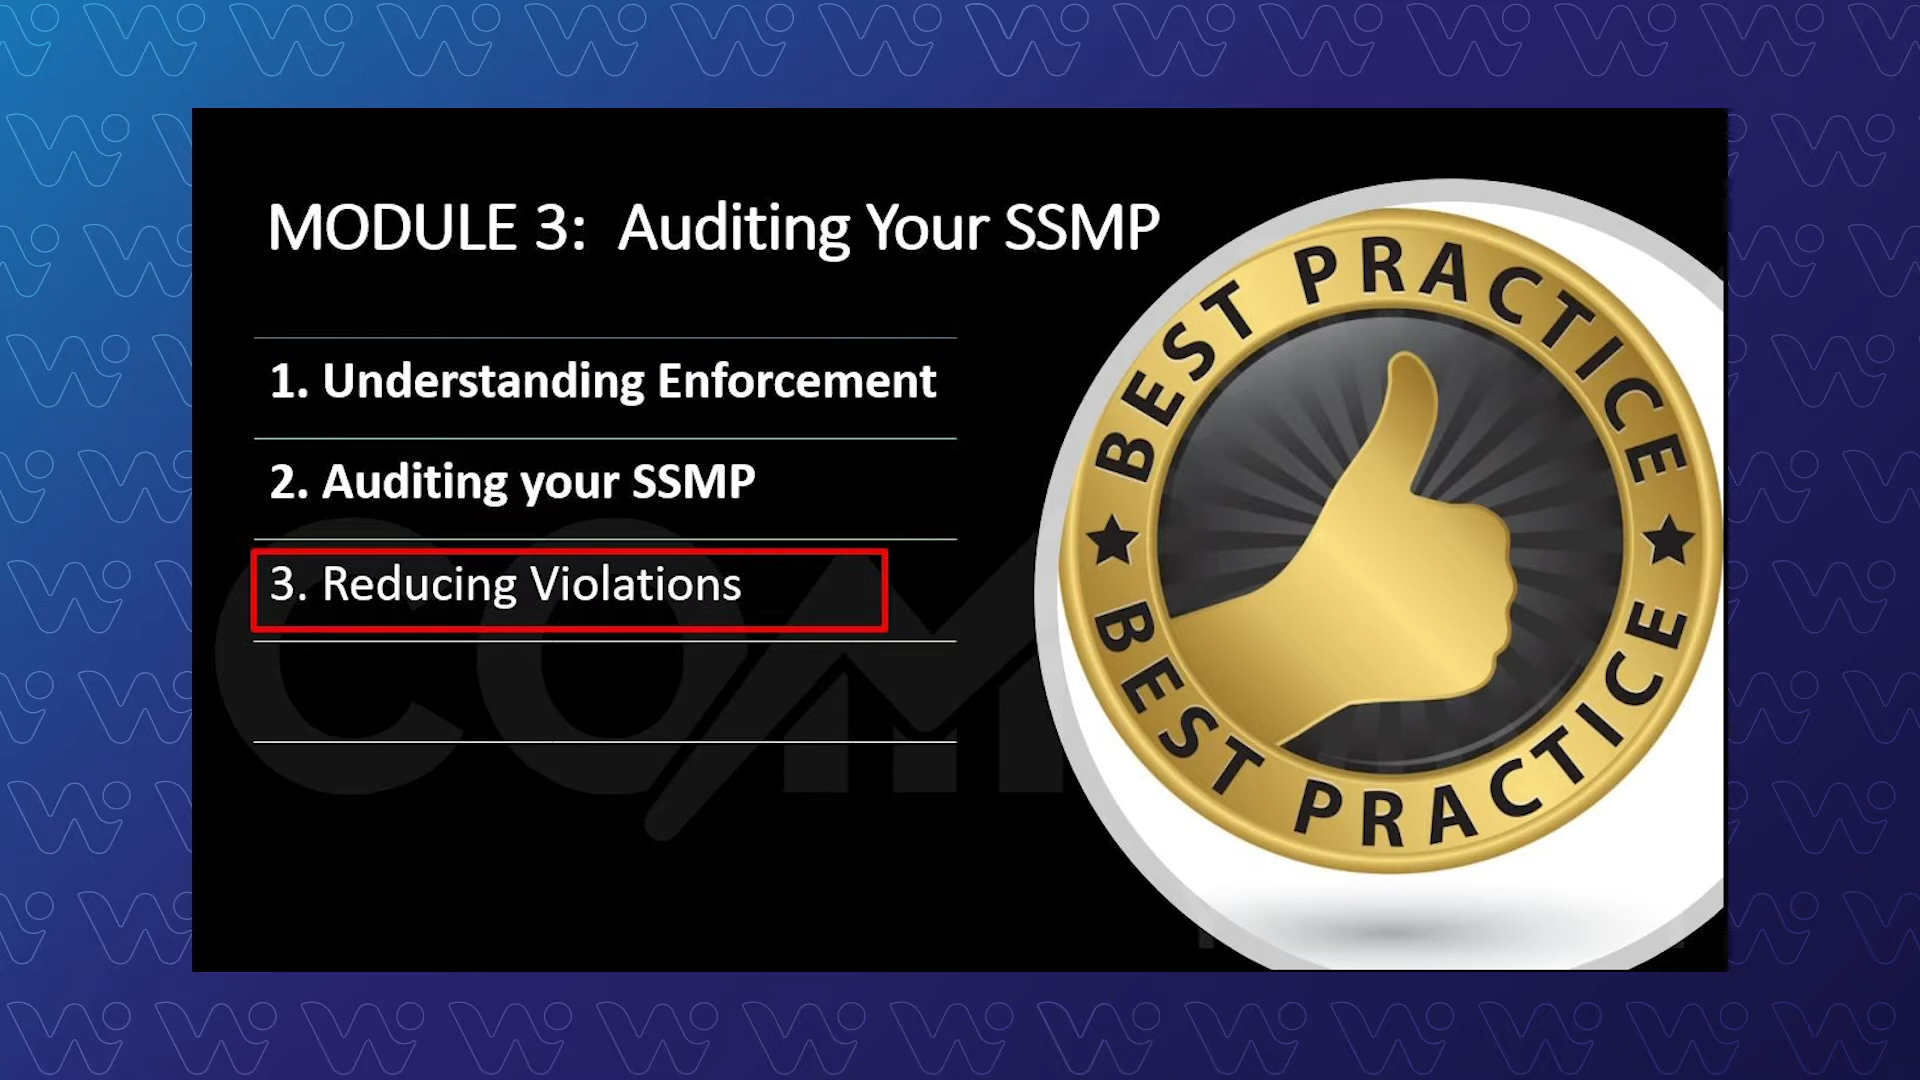 MODULE 3: Auditing Your SSMP
1. Understanding Enforcement
2. Auditing your SSMP
3. Reducing Violations
BEST PRACTICE
BEST PRACTICE
COM